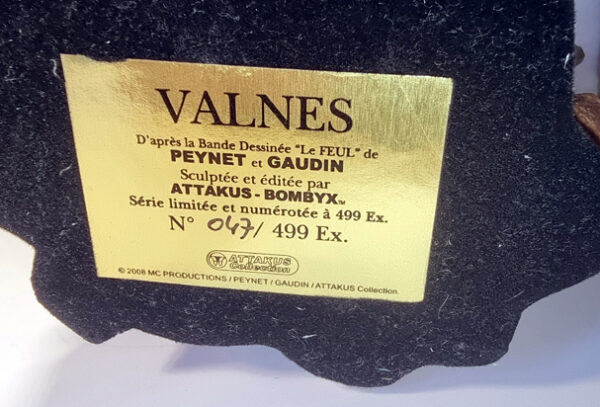 VALNES
D'après la Bande Dessinée "Le FEUL" de
PEYNET et GAUDIN
Sculptée et éditée par
ATTAKUS - BOMBYX™
Série limitée et numérotée à 499 Ex.
N° 047/ 499 Ex.
ATTAKUS
Collection
© 2008 MC PRODUCTIONS / PEYNET / GAUDIN / ATTAKUS Collection.